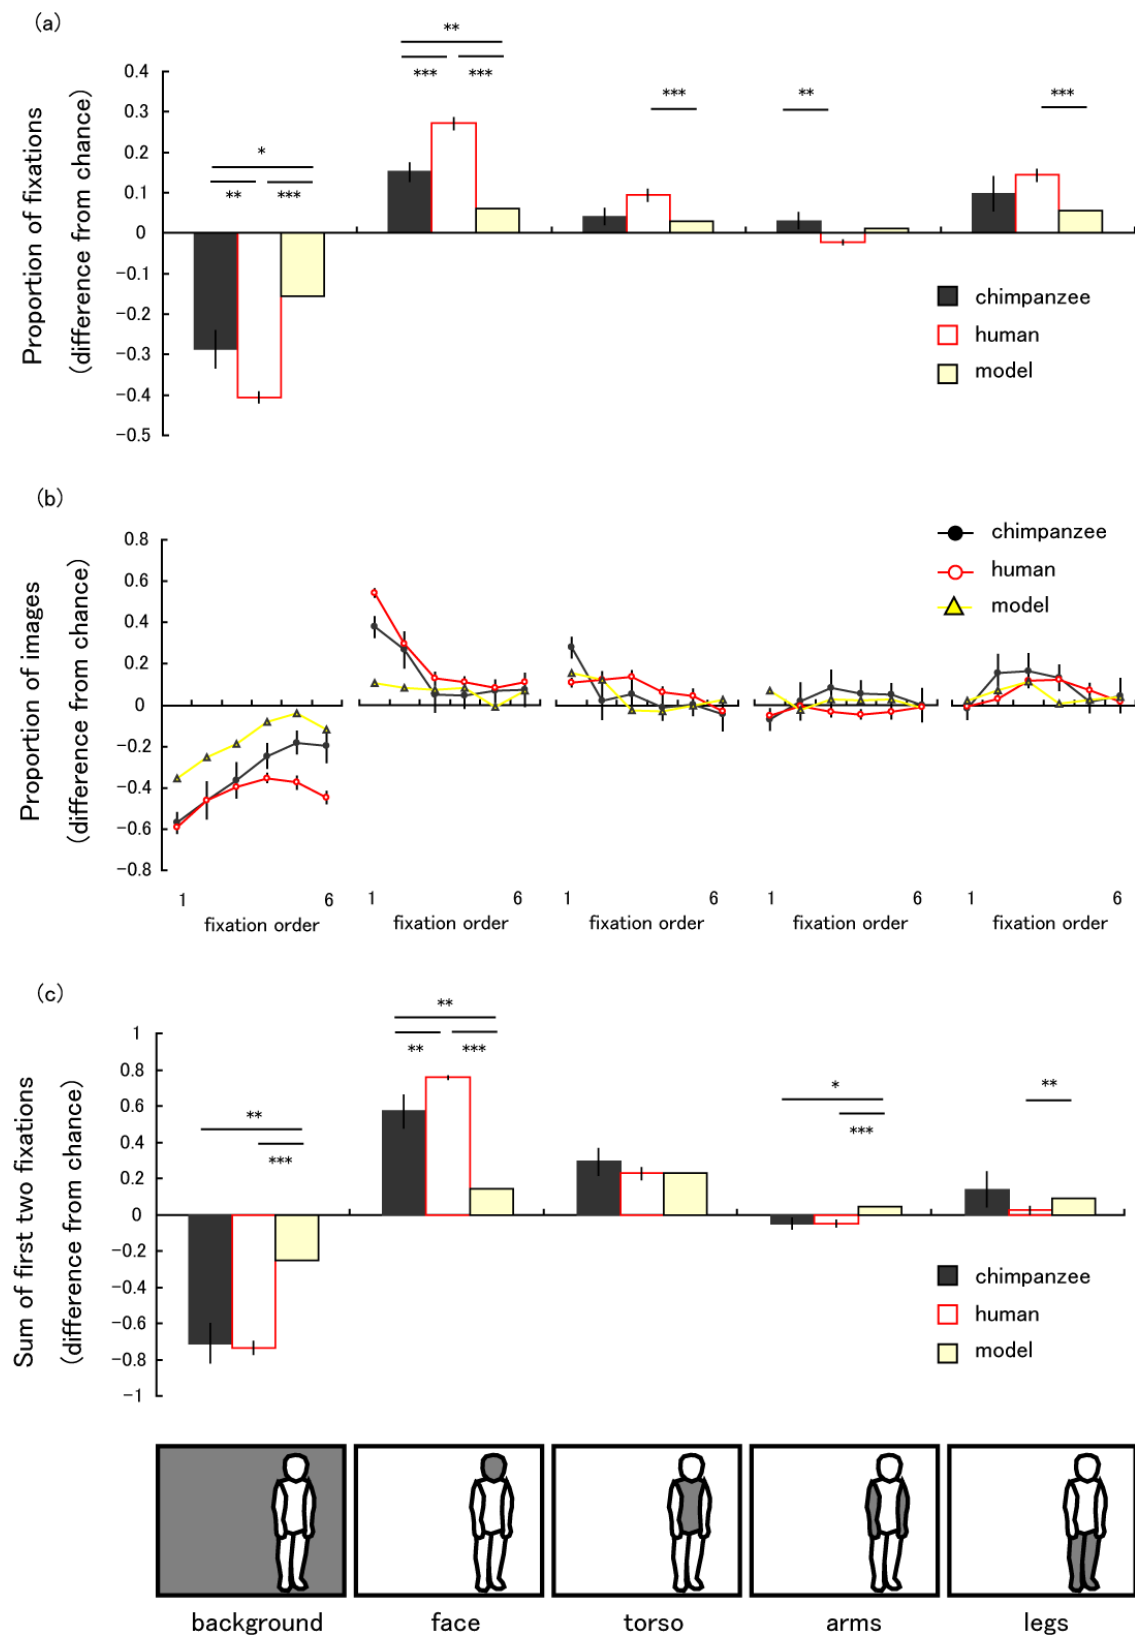 (a)
Proportion of fixations
(difference from chance)
0.4
0.3
0.2
0.1
0
-0.1
-0.2
-0.3
-0.4
-0.5
*
** ***
**
*** ***
***
**
***
chimpanzee
human
model
(b)
Proportion of images
(difference from chance)
0.8
0.6
0.4
0.2
0
-0.2
-0.4
-0.6
-0.8
chimpanzee
human
model
1 6
fixation order
1 6
fixation order
1 6
fixation order
1 6
fixation order
1 6
fixation order
(c)
Sum of first two fixations
(difference from chance)
1
0.8
0.6
0.4
0.2
0
-0.2
-0.4
-0.6
-0.8
-1
**
***
**
** ***
*
***
**
chimpanzee
human
model
background face torso arms legs